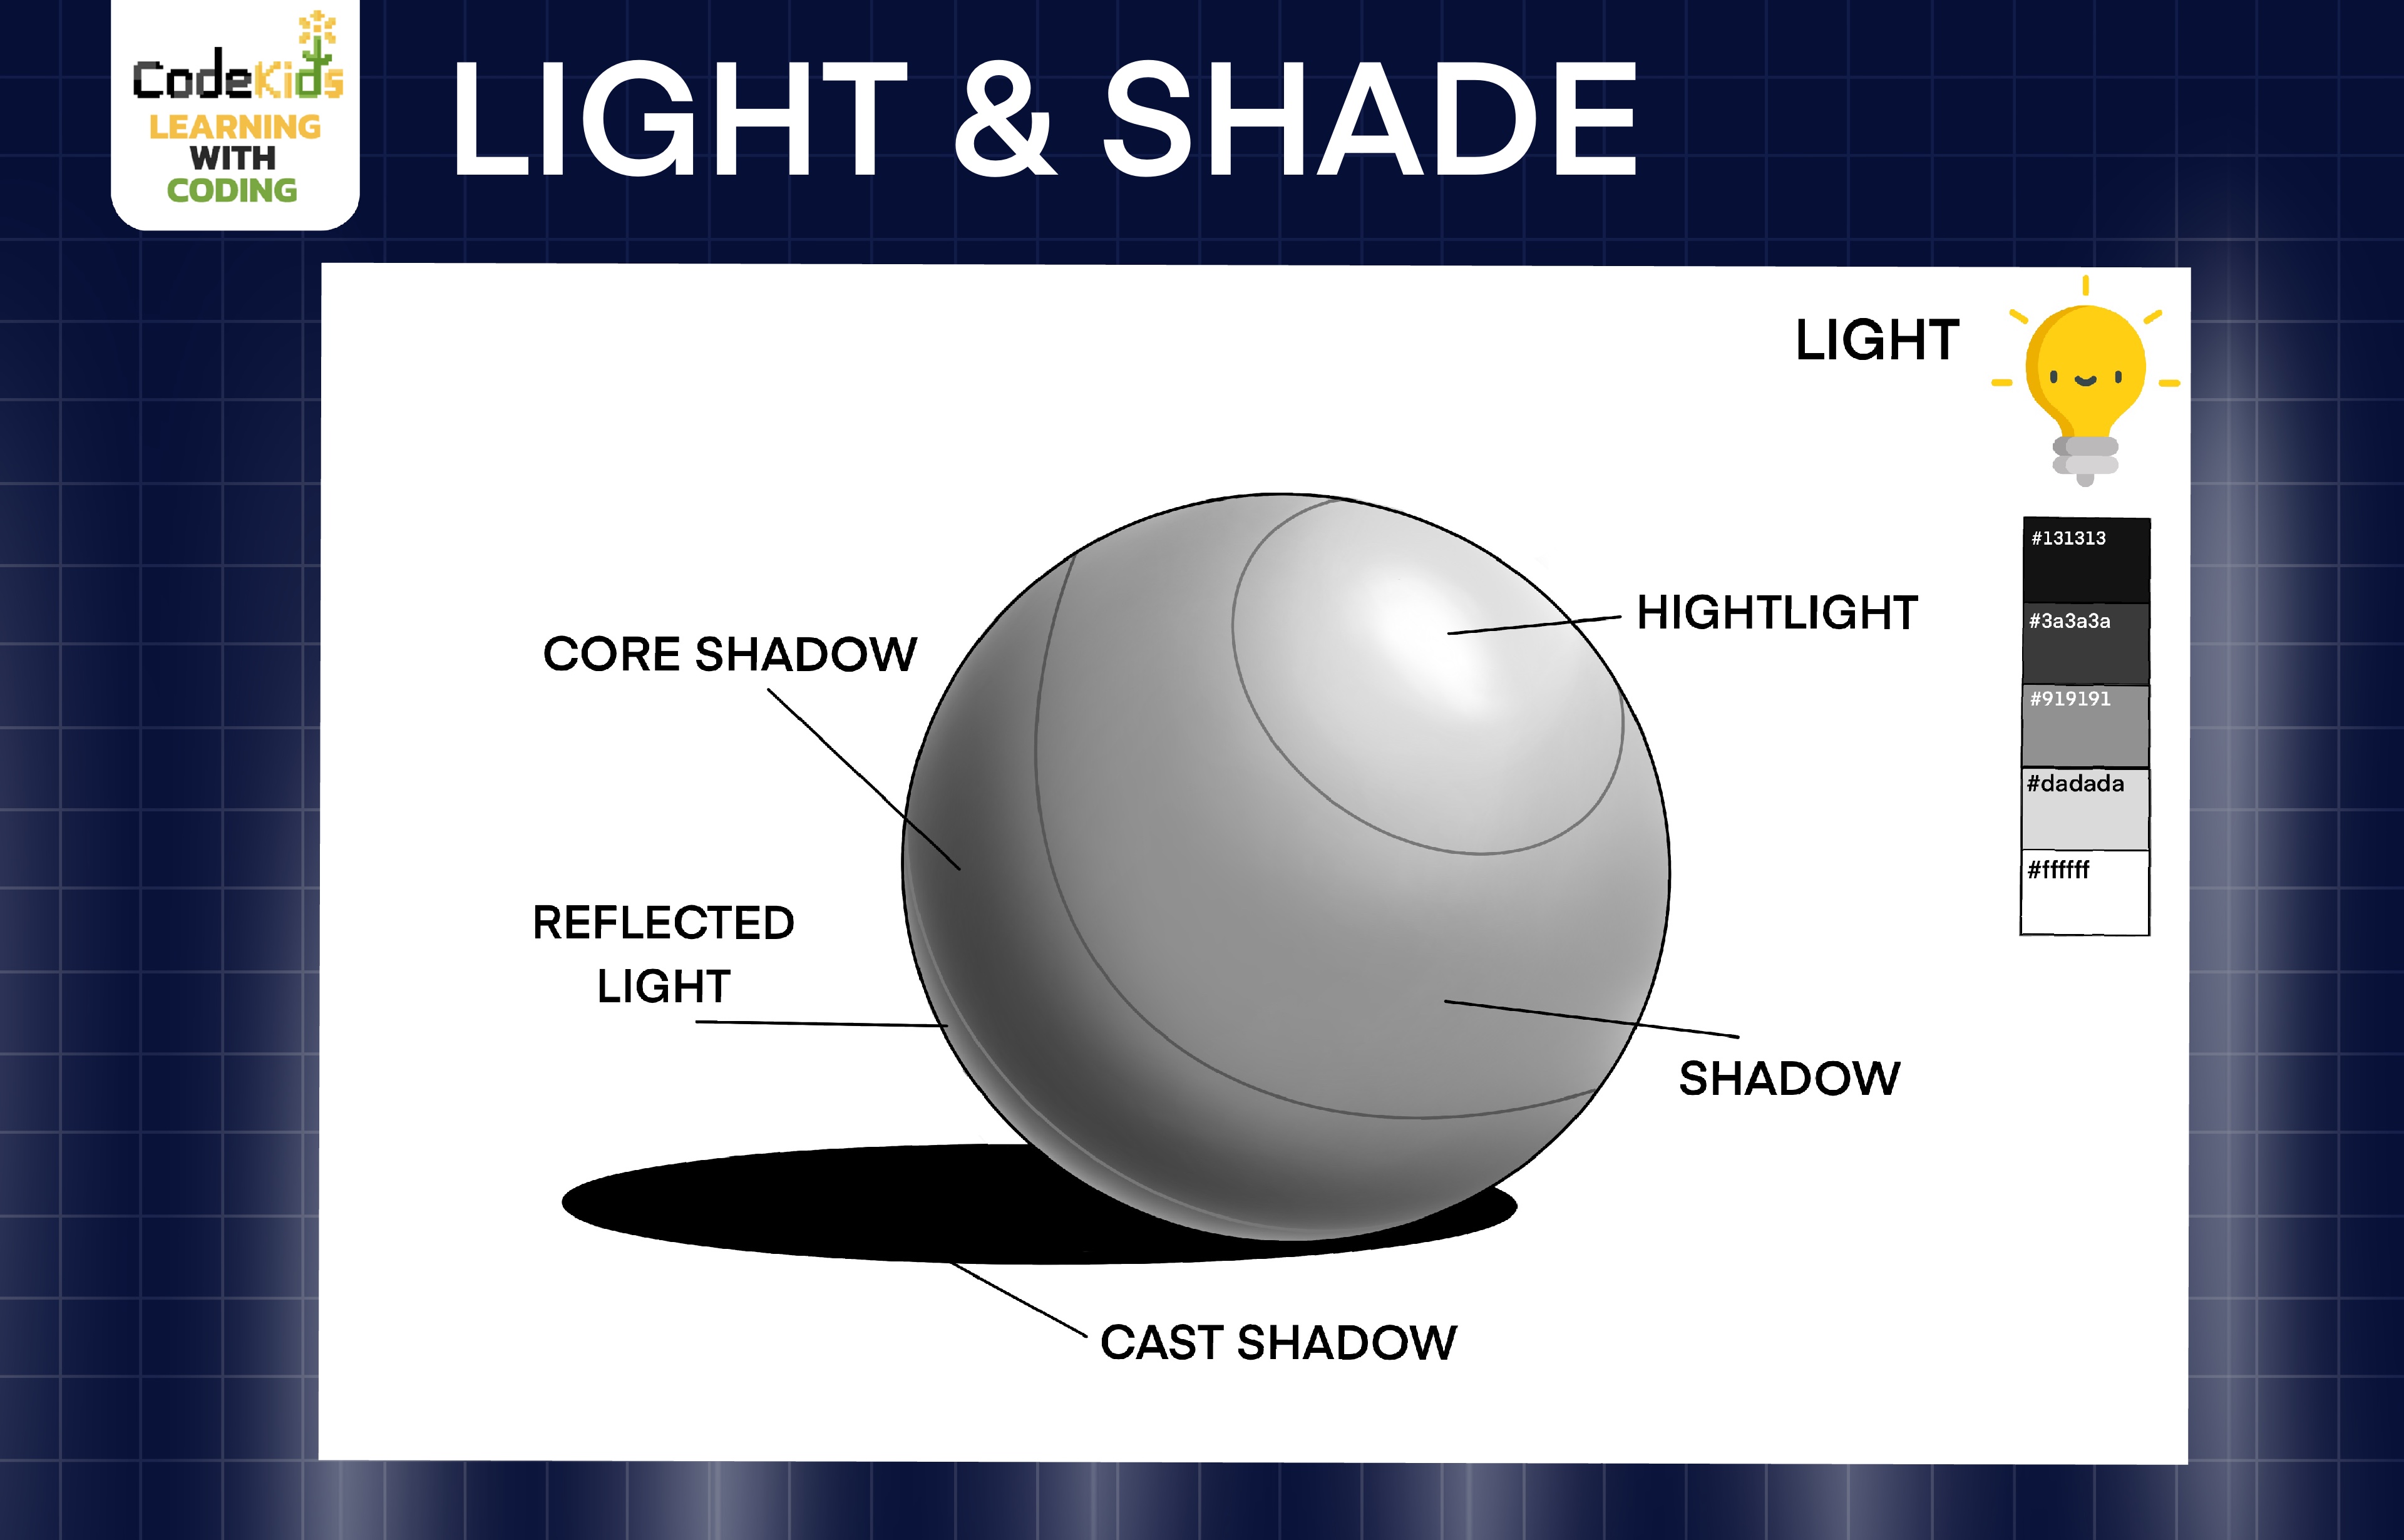 CodeKids
LEARNING
WITH
CODING
LIGHT & SHADE
LIGHT
#131313
#3a3a3a
#919191
#dadada
#ffffff
HIGHTLIGHT
CORE SHADOW
REFLECTED
LIGHT
SHADOW
CAST SHADOW